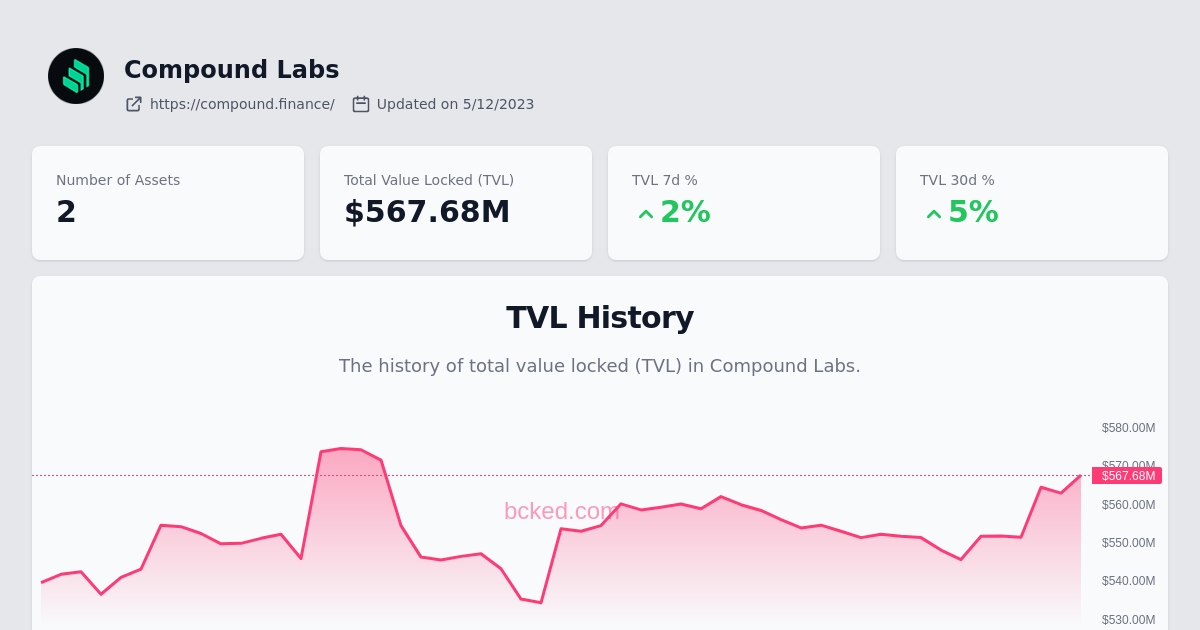 Compound Labs
https://compound.finance/ Updated on 5/12/2023
Number of Assets
2
Total Value Locked (TVL)
$567.68M
TVL 7d %
2%
TVL 30d %
5%
TVL History
The history of total value locked (TVL) in Compound Labs.
$580.00M
$570.00M
$567.68M
bcked.com
$560.00M
$550.00M
$540.00M
$530.00M